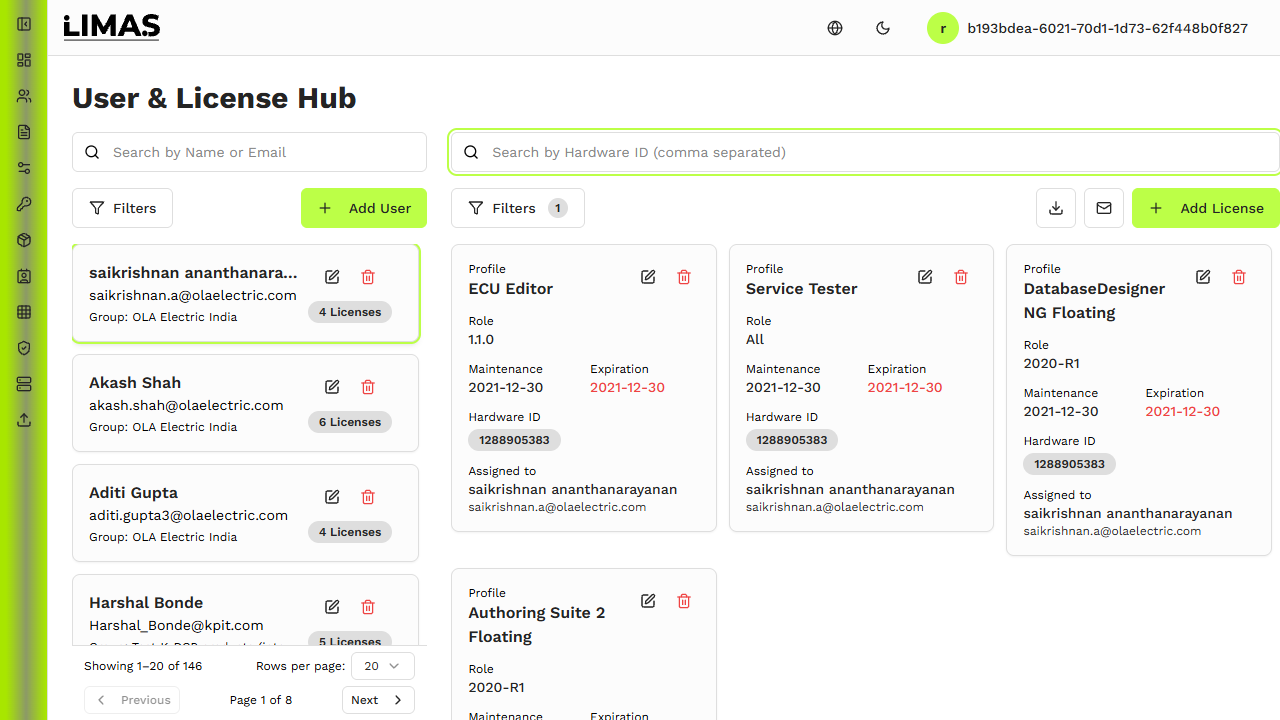 LIMAS
r
b193bdea-6021-70d1-1d73-62f448b0f827
User & License Hub
Search by Name or Email
Filters
Add User
saikrishnan ananthanara...
saikrishnan.a@olaelectric.com
Group: OLA Electric India
4 Licenses
Akash Shah
akash.shah@olaelectric.com
Group: OLA Electric India
6 Licenses
Aditi Gupta
aditi.gupta3@olaelectric.com
Group: OLA Electric India
4 Licenses
Harshal Bonde
Harshal_Bonde@kpit.com
5 Licenses
Showing 1–20 of 146
Rows per page: 20
Previous
Page 1 of 8
Next
Search by Hardware ID (comma separated)
Filters 1
Add License
Profile
ECU Editor
Role
1.1.0
Maintenance Expiration
2021-12-30 2021-12-30
Hardware ID
1288905383
Assigned to
saikrishnan ananthanarayanan
saikrishnan.a@olaelectric.com
Profile
Service Tester
Role
All
Maintenance Expiration
2021-12-30 2021-12-30
Hardware ID
1288905383
Assigned to
saikrishnan ananthanarayanan
saikrishnan.a@olaelectric.com
Profile
DatabaseDesigner
NG Floating
Role
2020-R1
Maintenance Expiration
2021-12-30 2021-12-30
Hardware ID
1288905383
Assigned to
saikrishnan ananthanarayanan
saikrishnan.a@olaelectric.com
Profile
Authoring Suite 2
Floating
Role
2020-R1
Maintenance Expiration